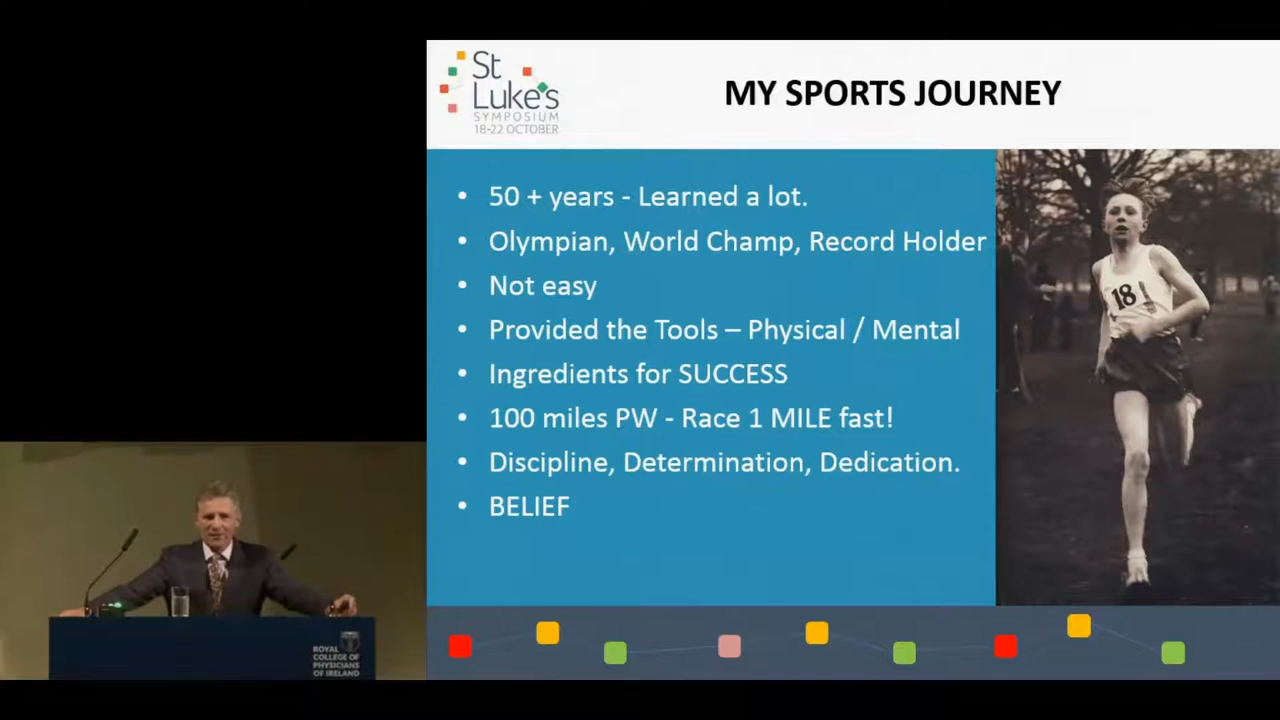 St
Luke's
SYMPOSIUM
18-22 OCTOBER
MY SPORTS JOURNEY
• 50 + years - Learned a lot.
• Olympian, World Champ, Record Holder
• Not easy
• Provided the Tools – Physical / Mental
• Ingredients for SUCCESS
• 100 miles PW - Race 1 MILE fast!
• Discipline, Determination, Dedication.
• BELIEF
18
ROYAL
COLLEGE OF
PHYSICIANS
OF IRELAND